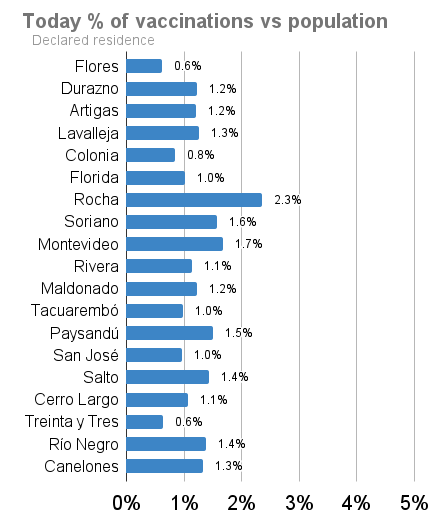 Today % of vaccinations vs population
Declared residence
Flores 0.6%
Durazno 1.2%
Artigas 1.2%
Lavalleja 1.3%
Colonia 0.8%
Florida 1.0%
Rocha 2.3%
Soriano 1.6%
Montevideo 1.7%
Rivera 1.1%
Maldonado 1.2%
Tacuarembó 1.0%
Paysandú 1.5%
San José 1.0%
Salto 1.4%
Cerro Largo 1.1%
Treinta y Tres 0.6%
Río Negro 1.4%
Canelones 1.3%
0% 1% 2% 3% 4% 5%